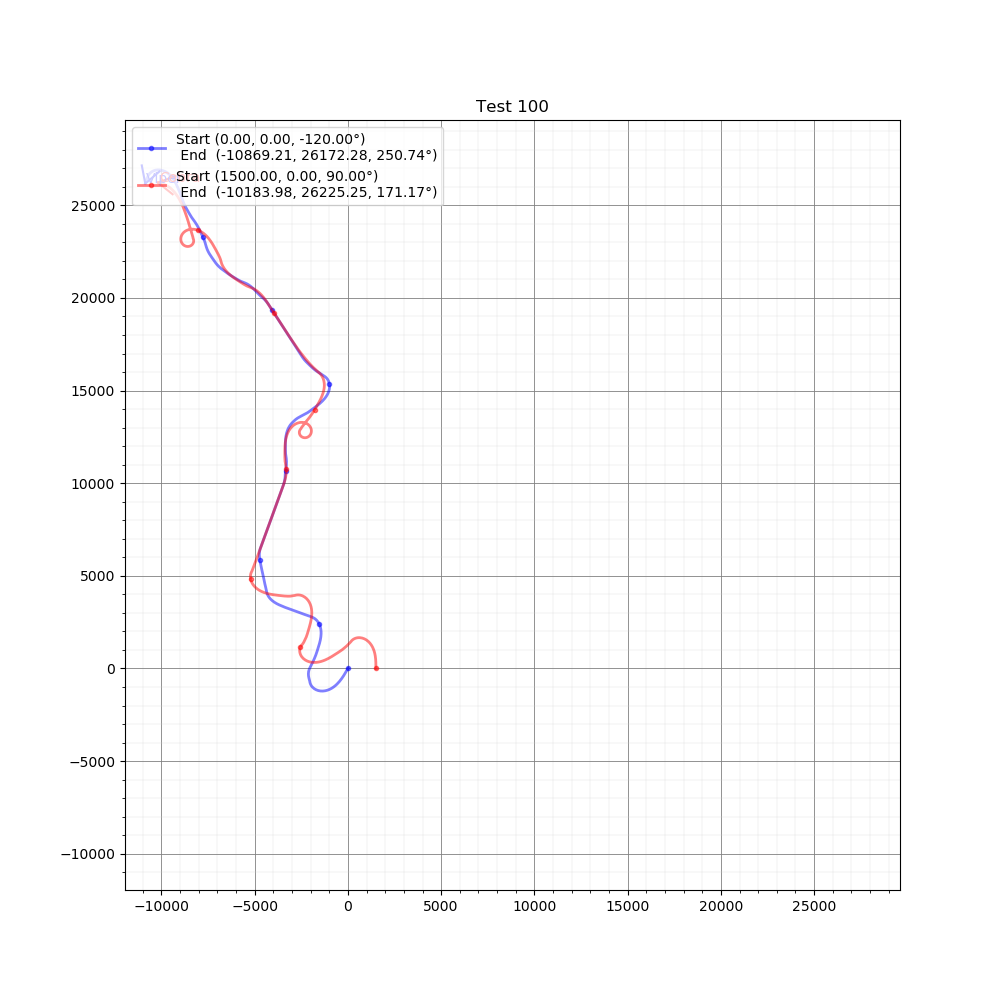 Test 100
Start (0.00, 0.00, -120.00°)
End (-10869.21, 26172.28, 250.74°)
Start (1500.00, 0.00, 90.00°)
End (-10183.98, 26225.25, 171.17°)
25000
20000
15000
10000
5000
0
−5000
−10000
−10000 −5000 0 5000 10000 15000 20000 25000